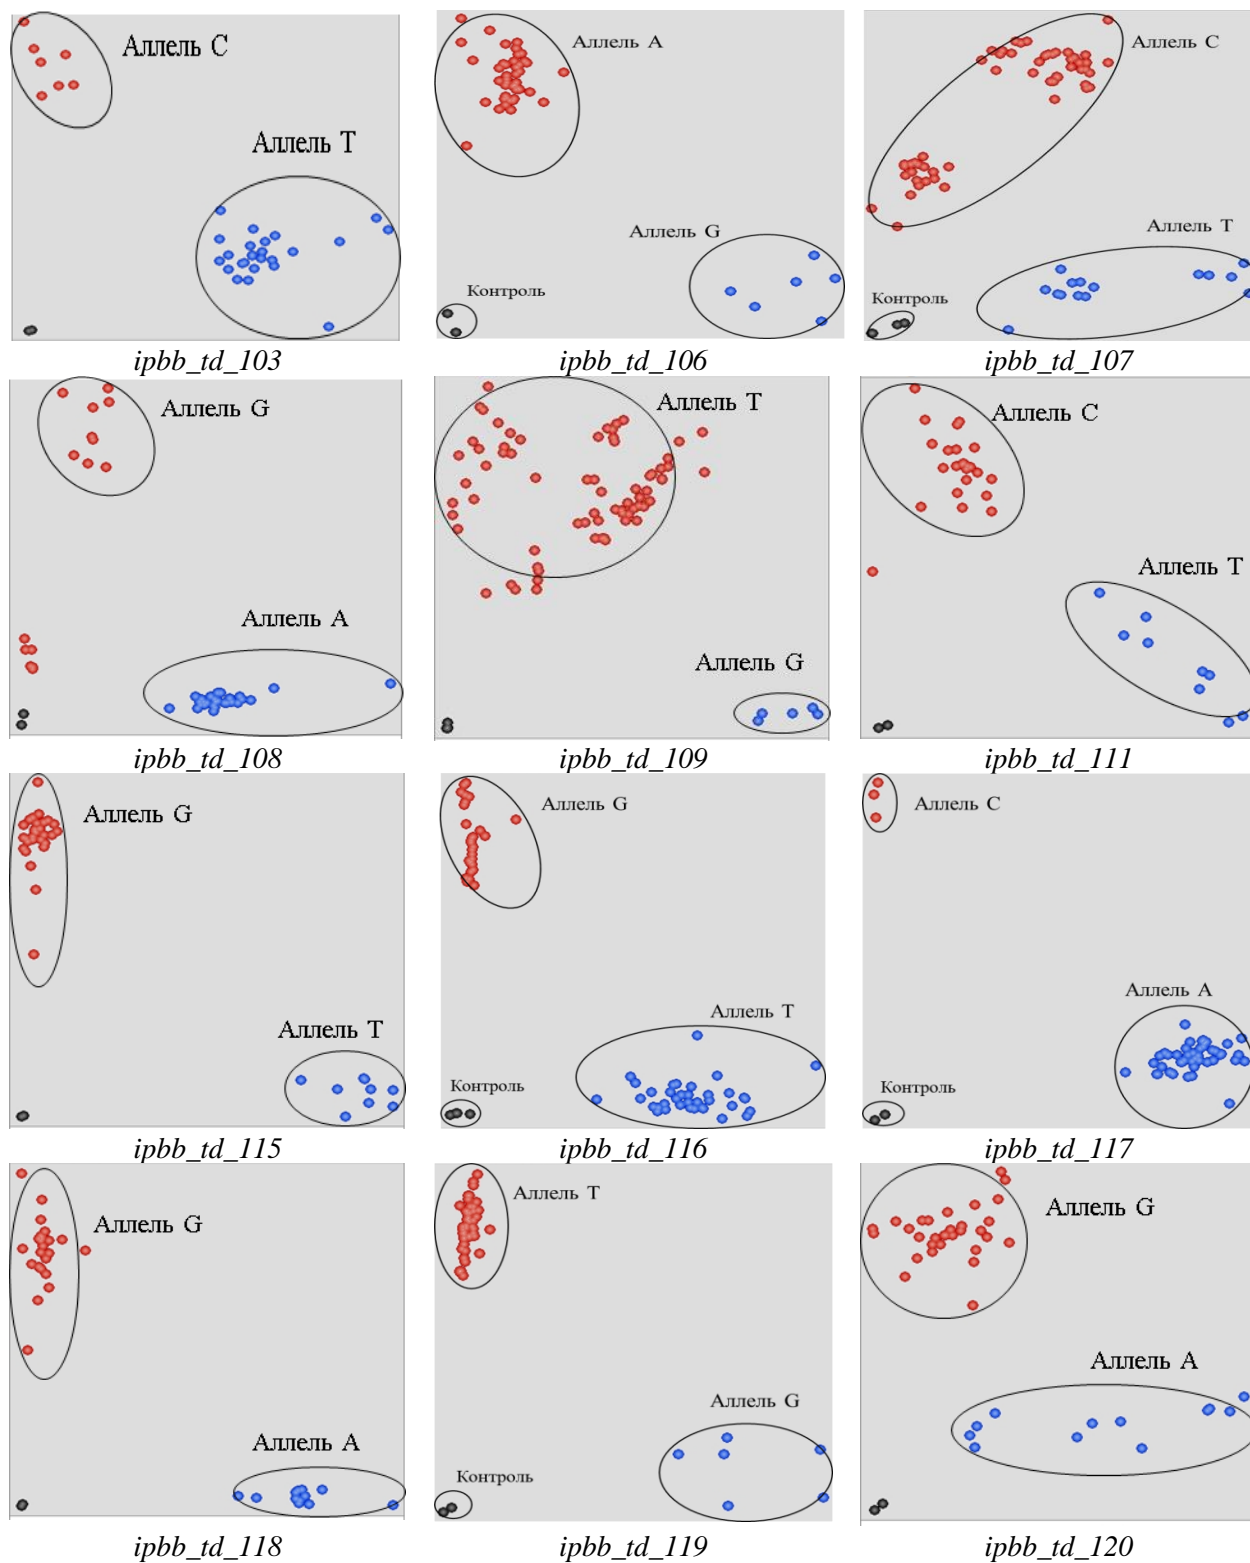 Аллель C
Аллель T
ipbb_td_103
Аллель A
Аллель G
Контроль
ipbb_td_106
Аллель C
Аллель T
Контроль
ipbb_td_107
Аллель G
Аллель A
ipbb_td_108
Аллель T
Аллель G
ipbb_td_109
Аллель C
Аллель T
ipbb_td_111
Аллель G
Аллель T
ipbb_td_115
Аллель G
Аллель T
Контроль
ipbb_td_116
Аллель C
Аллель A
Контроль
ipbb_td_117
Аллель G
Аллель A
ipbb_td_118
Аллель T
Аллель G
Контроль
ipbb_td_119
Аллель G
Аллель A
ipbb_td_120